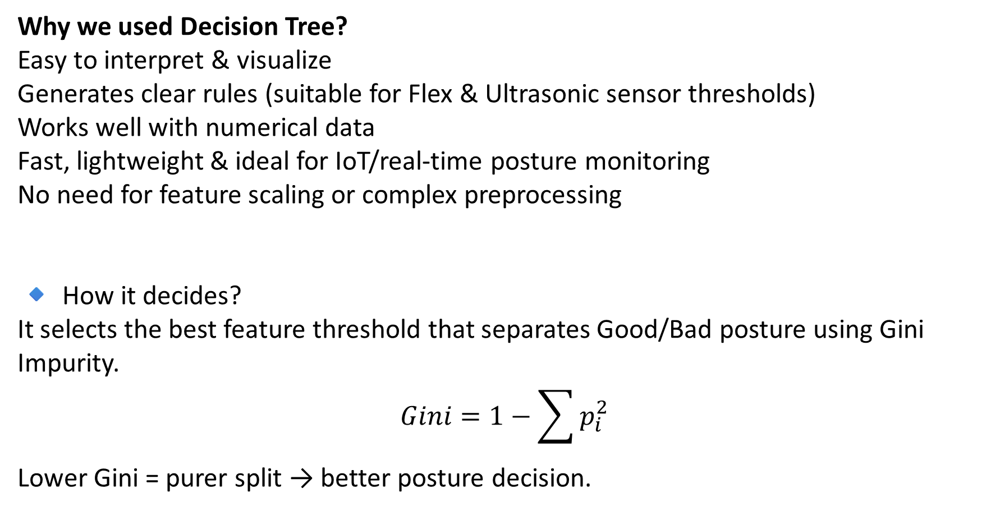 Why we used Decision Tree?
Easy to interpret & visualize
Generates clear rules (suitable for Flex & Ultrasonic sensor thresholds)
Works well with numerical data
Fast, lightweight & ideal for IoT/real-time posture monitoring
No need for feature scaling or complex preprocessing
🔹 How it decides?
It selects the best feature threshold that separates Good/Bad posture using Gini
Impurity.
Gini = 1 − ∑ pᵢ²
Lower Gini = purer split → better posture decision.